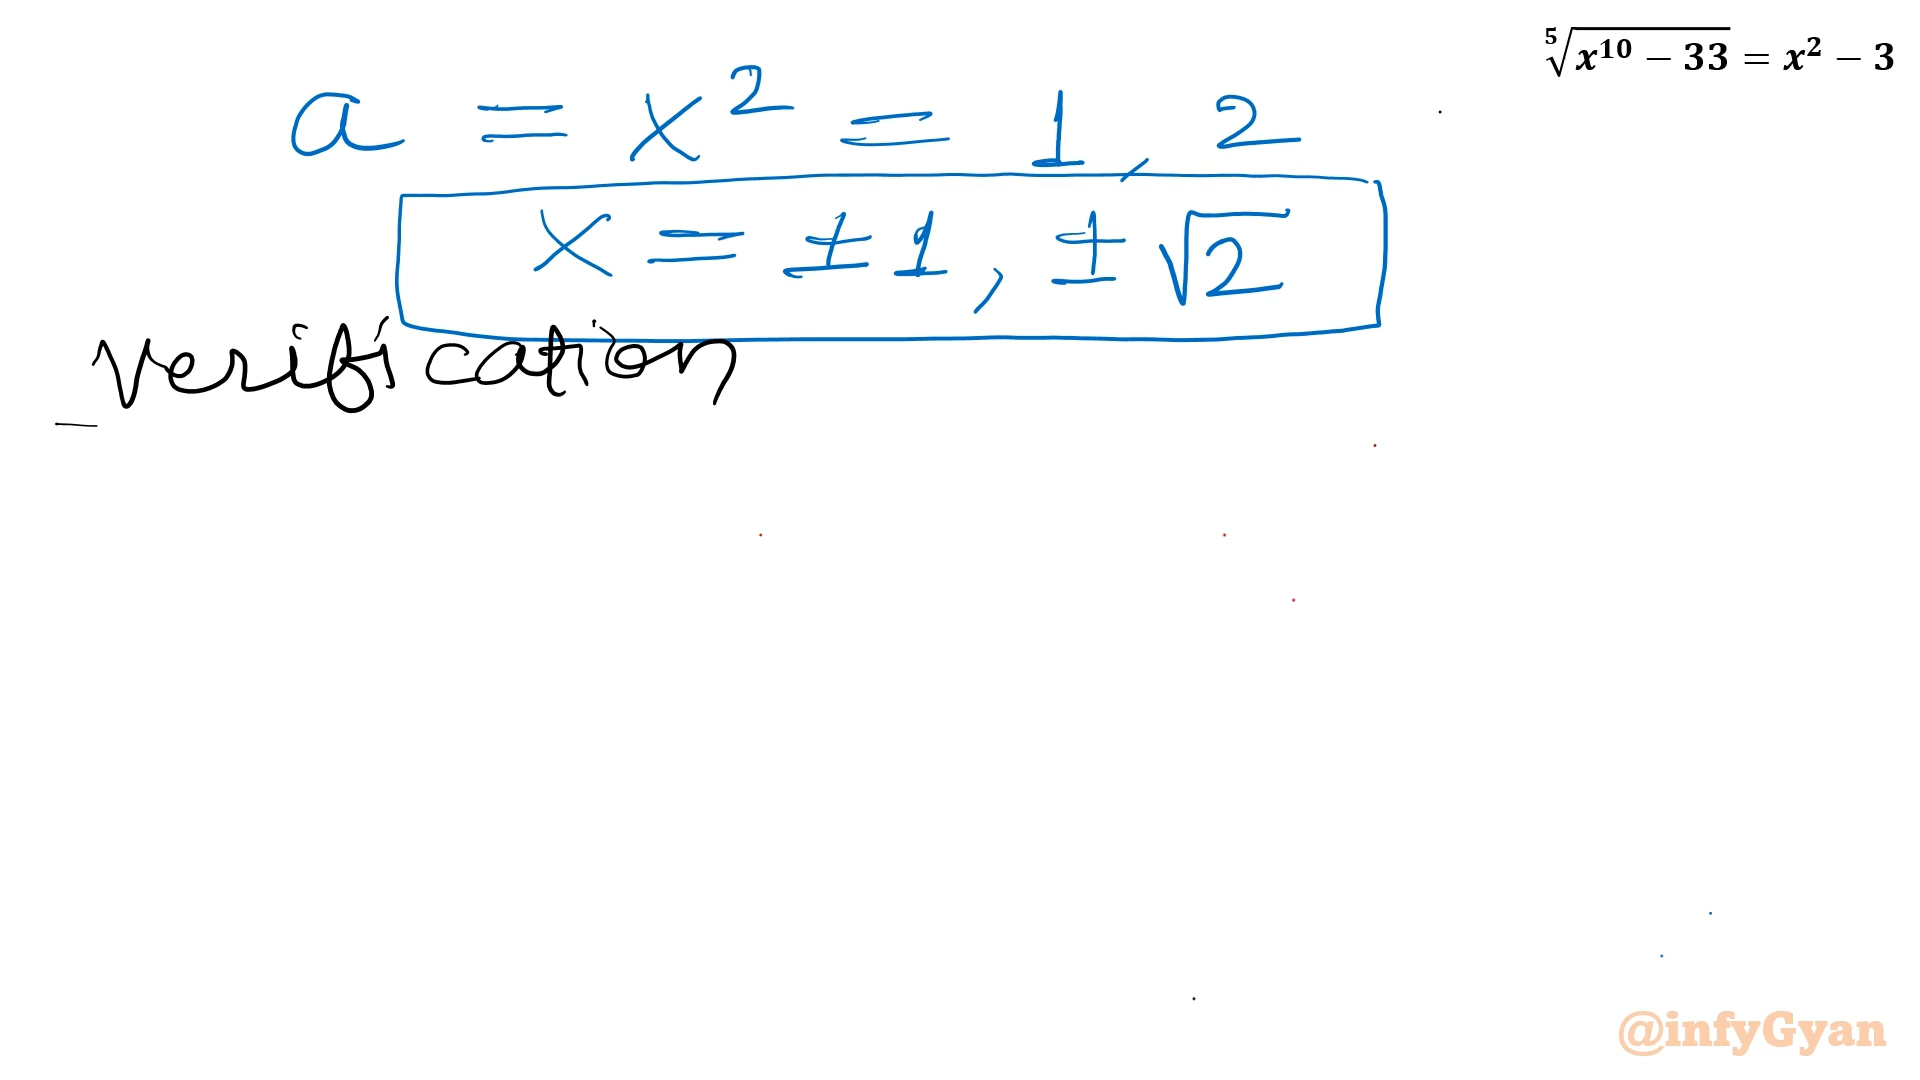 ⁵√(x¹⁰ − 33) = x² − 3
a = x² = 1, 2
x = ±1, ±√2
verification
@infyGyan